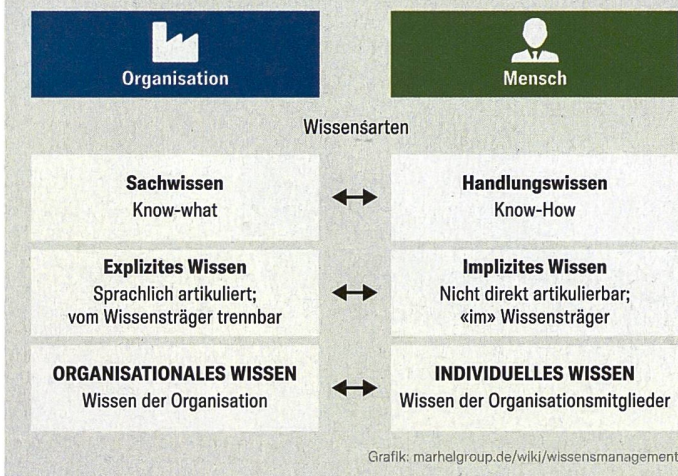 Organisation
Mensch
Wissensarten
Sachwissen
Know-what
Handlungswissen
Know-How
Explizites Wissen
Sprachlich artikuliert;
vom Wissensträger trennbar
Implizites Wissen
Nicht direkt artikulierbar;
«im» Wissensträger
ORGANISATIONALES WISSEN
Wissen der Organisation
INDIVIDUELLES WISSEN
Wissen der Organisationsmitglieder
Grafik: marhelgroup.de/wiki/wissensmanagement